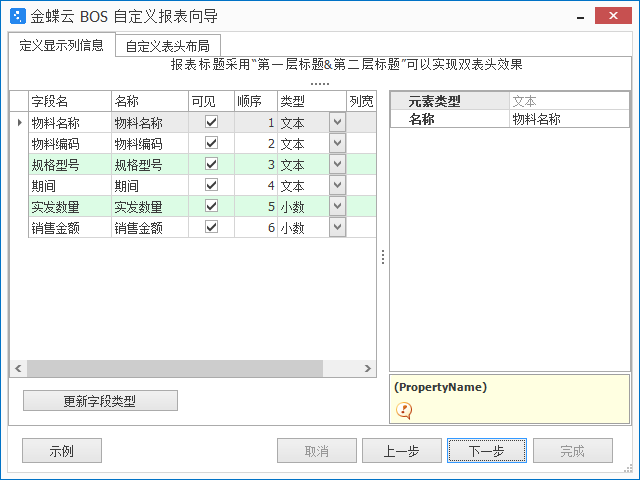 金蝶云 BOS 自定义报表向导
定义显示列信息 自定义表头布局
报表标题采用“第一层标题&第二层标题”可以实现双表头效果
字段名 名称 可见 顺序 类型 列宽
物料名称 物料名称 1 文本
物料编码 物料编码 2 文本
规格型号 规格型号 3 文本
期间 期间 4 文本
实发数量 实发数量 5 小数
销售金额 销售金额 6 小数
元素类型 文本
名称 物料名称
(PropertyName)
更新字段类型
示例 取消 上一步 下一步 完成